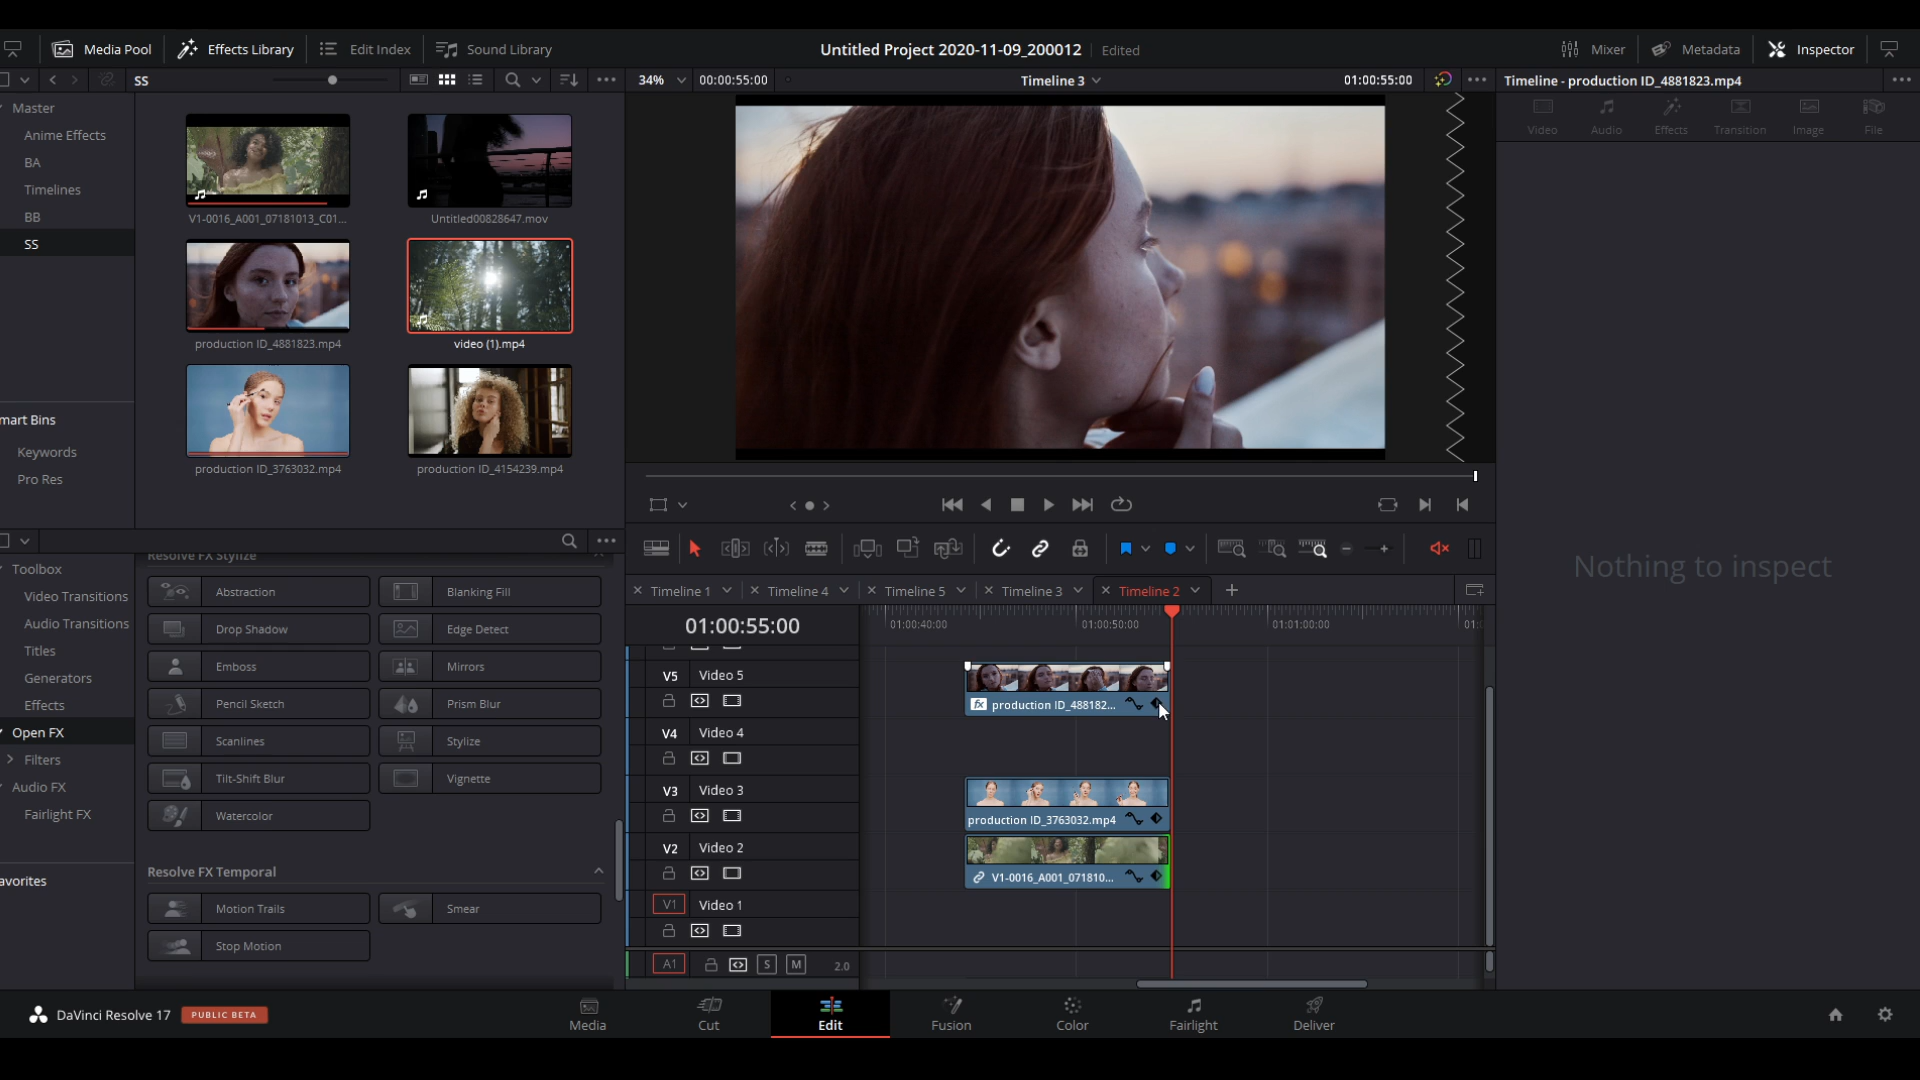 Media Pool
Effects Library
Edit Index
Sound Library
Untitled Project 2020-11-09_200012
Edited
Mixer
Metadata
Inspector
SS
34%
00:00:55:00
Timeline 3
01:00:55:00
Timeline - production ID_4881823.mp4
Master
Anime Effects
BA
Timelines
BB
SS
V1-0016_A001_07181013_C01...
Untitled00828647.mov
production ID_4881823.mp4
video (1).mp4
production ID_3763032.mp4
production ID_4154239.mp4
mart Bins
Keywords
Pro Res
Video
Audio
Effects
Transition
Image
File
Nothing to inspect
Toolbox
Video Transitions
Audio Transitions
Titles
Generators
Effects
Open FX
Filters
Audio FX
Fairlight FX
avorites
Resolve FX Stylize
Abstraction
Blanking Fill
Drop Shadow
Edge Detect
Emboss
Mirrors
Pencil Sketch
Prism Blur
Scanlines
Stylize
Tilt-Shift Blur
Vignette
Watercolor
Resolve FX Temporal
Motion Trails
Smear
Stop Motion
Timeline 1
Timeline 4
Timeline 5
Timeline 3
Timeline 2
01:00:55:00
01:00:40:00
01:00:50:00
01:01:00:00
01:(
V5 Video 5
fx production ID_488182...
V4 Video 4
V3 Video 3
production ID_3763032.mp4
V2 Video 2
V1-0016_A001_071810...
V1 Video 1
A1 S M 2.0
DaVinci Resolve 17
PUBLIC BETA
Media
Cut
Edit
Fusion
Color
Fairlight
Deliver